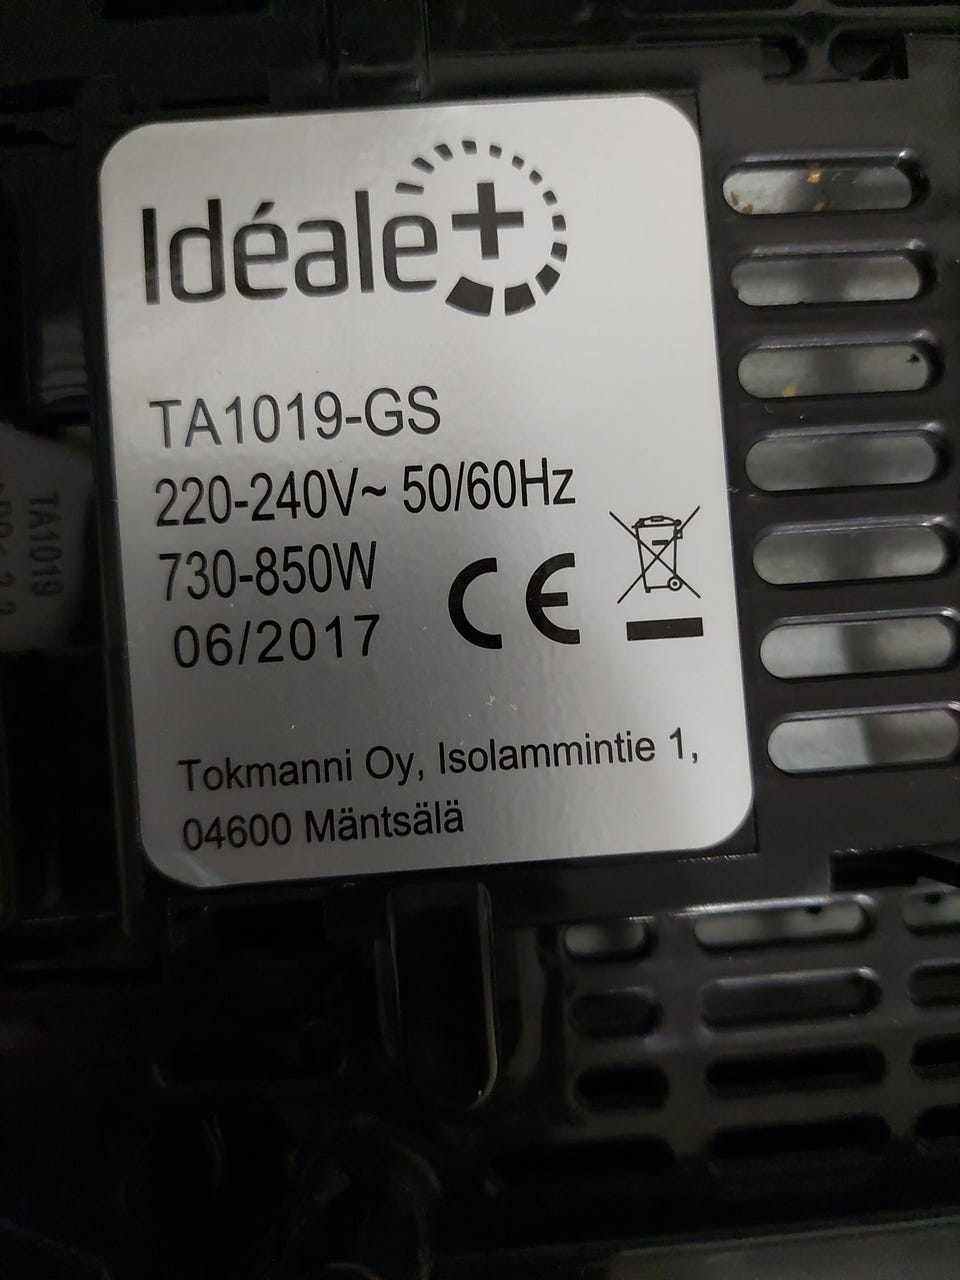 Idéale+
TA1019-GS
220-240V~ 50/60Hz
730-850W
06/2017
CE
Tokmanni Oy, Isolammintie 1,
04600 Mäntsälä
TA1019